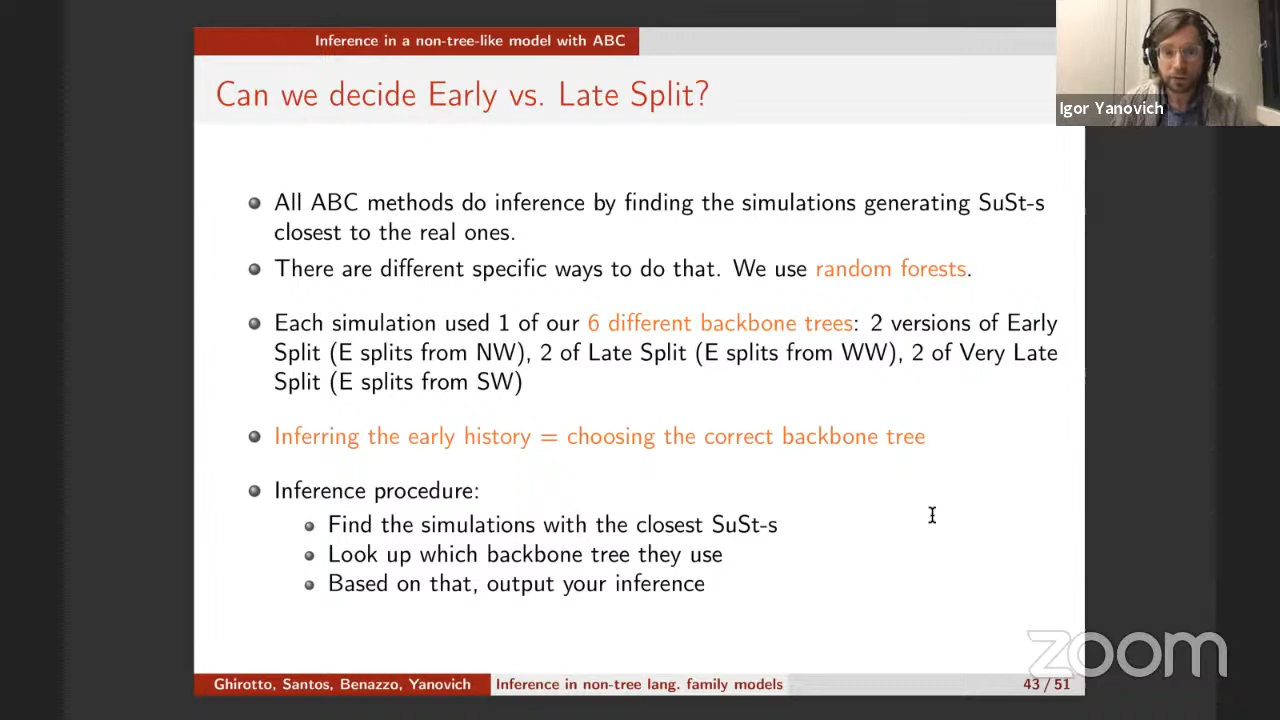 Inference in a non-tree-like model with ABC
Can we decide Early vs. Late Split?
Igor Yanovich
All ABC methods do inference by finding the simulations generating SuSt-s
closest to the real ones.
There are different specific ways to do that. We use random forests.
Each simulation used 1 of our 6 different backbone trees: 2 versions of Early
Split (E splits from NW), 2 of Late Split (E splits from WW), 2 of Very Late
Split (E splits from SW)
Inferring the early history = choosing the correct backbone tree
Inference procedure:
Find the simulations with the closest SuSt-s
Look up which backbone tree they use
Based on that, output your inference
zoom
Ghirotto, Santos, Benazzo, Yanovich
Inference in non-tree lang. family models
43 / 51